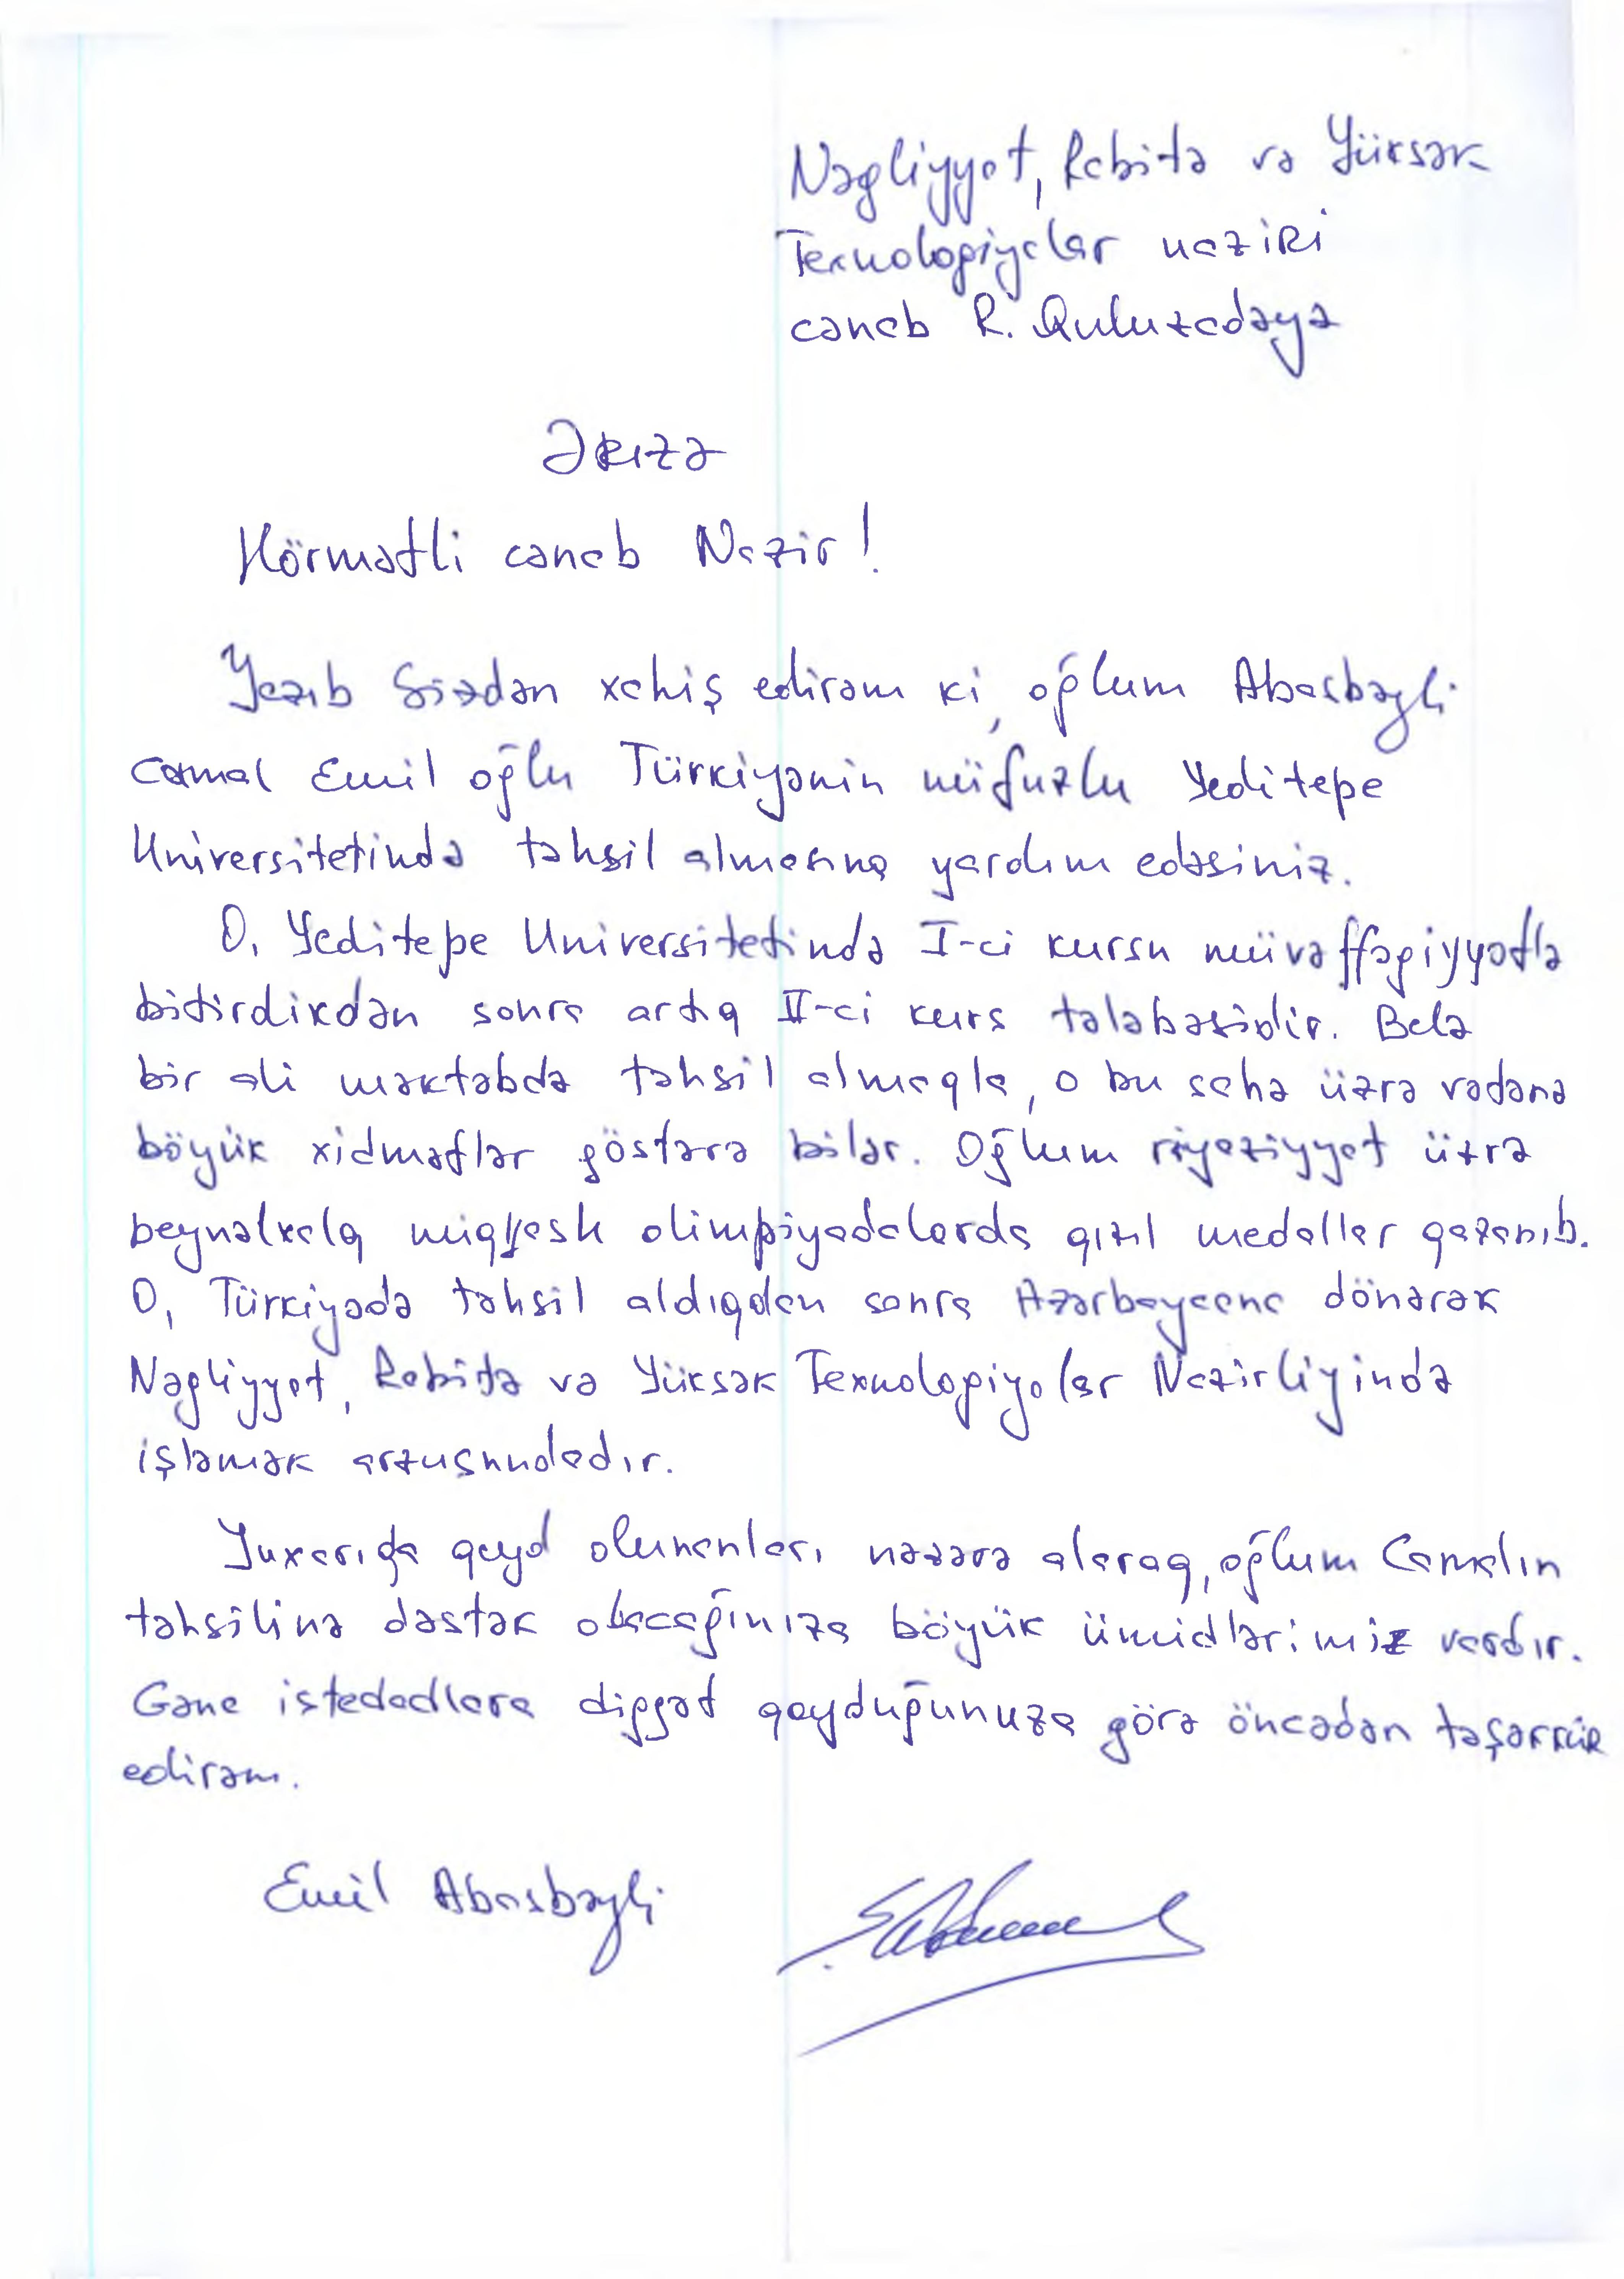 Nəqliyyat, Rabitə və Yüksək
Texnologiyalar naziri
cənab R. Quluzadəyə
Ərizə
Hörmətli cənab Nazir!
Yazıb Sizdən xahiş edirəm ki, oğlum Abasbəyli
Camal Emil oğlu Türkiyənin nüfuzlu Yeditepe
Universitetində təhsil almasına yardım edəsiniz.
O, Yeditepe Universitetində I-ci kursu müvəffəqiyyətlə
bitirdikdən sonra artıq II-ci kurs tələbəsidir. Belə
bir ali məktəbdə təhsil almaqla, o bu sahə üzrə vətənə
böyük xidmətlər göstərə bilər. Oğlum riyaziyyat üzrə
beynəlxalq miqyaslı olimpiyadalarda qızıl medallar qazanıb.
O, Türkiyədə təhsil aldıqdan sonra Azərbaycana dönərək
Nəqliyyat, Rabitə və Yüksək Texnologiyalar Nazirliyində
işləmək arzusundadır.
Yuxarıda qeyd olunanları nəzərə alaraq, oğlum Camalın
təhsilinə dəstək olacağınıza böyük ümidlərimiz vardır.
Gənc istedadlara diqqət qoyduğunuza görə öncədən təşəkkür
edirəm.
Emil Abasbəyli